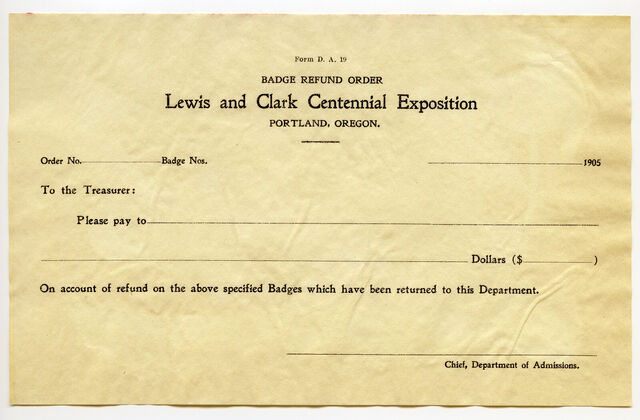 Form D. A. 19
BADGE REFUND ORDER
Lewis and Clark Centennial Exposition
PORTLAND, OREGON.
Order No. Badge Nos. 1905
To the Treasurer:
Please pay to
Dollars ($ )
On account of refund on the above specified Badges which have been returned to this Department.
Chief, Department of Admissions.